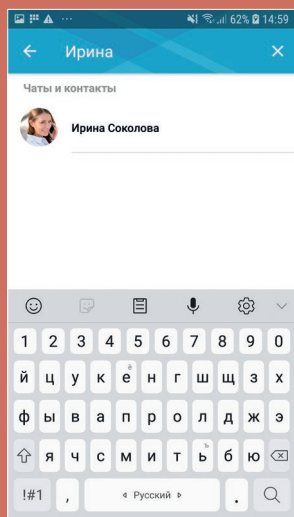 62% 14:59
Ирина
Чаты и контакты
Ирина Соколова
1 2 3 4 5 6 7 8 9 0
й ц у к е ё н г ш щ з х
ф ы в а п р о л д ж э
я ч с м и т ь ъ б ю
!#1 , Русский .